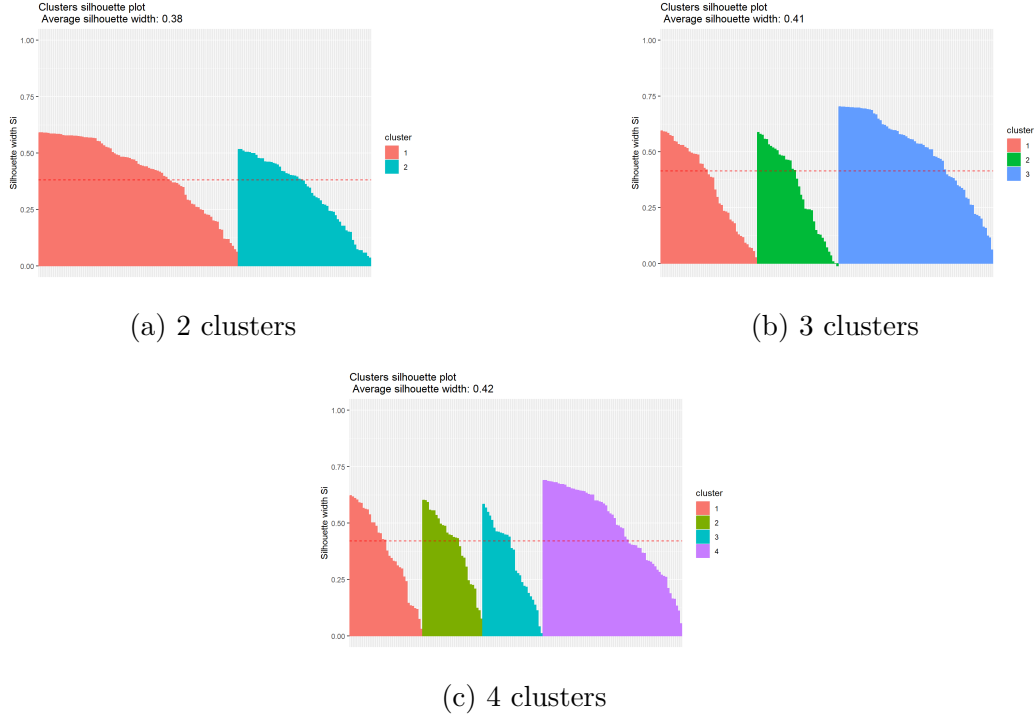 Clusters silhouette plot
Average silhouette width: 0.38
1.00
0.75
0.50
0.25
0.00
Silhouette width Si
cluster
1
2
(a) 2 clusters
Clusters silhouette plot
Average silhouette width: 0.41
1.00
0.75
0.50
0.25
0.00
Silhouette width Si
cluster
1
2
3
(b) 3 clusters
Clusters silhouette plot
Average silhouette width: 0.42
1.00
0.75
0.50
0.25
0.00
Silhouette width Si
cluster
1
2
3
4
(c) 4 clusters